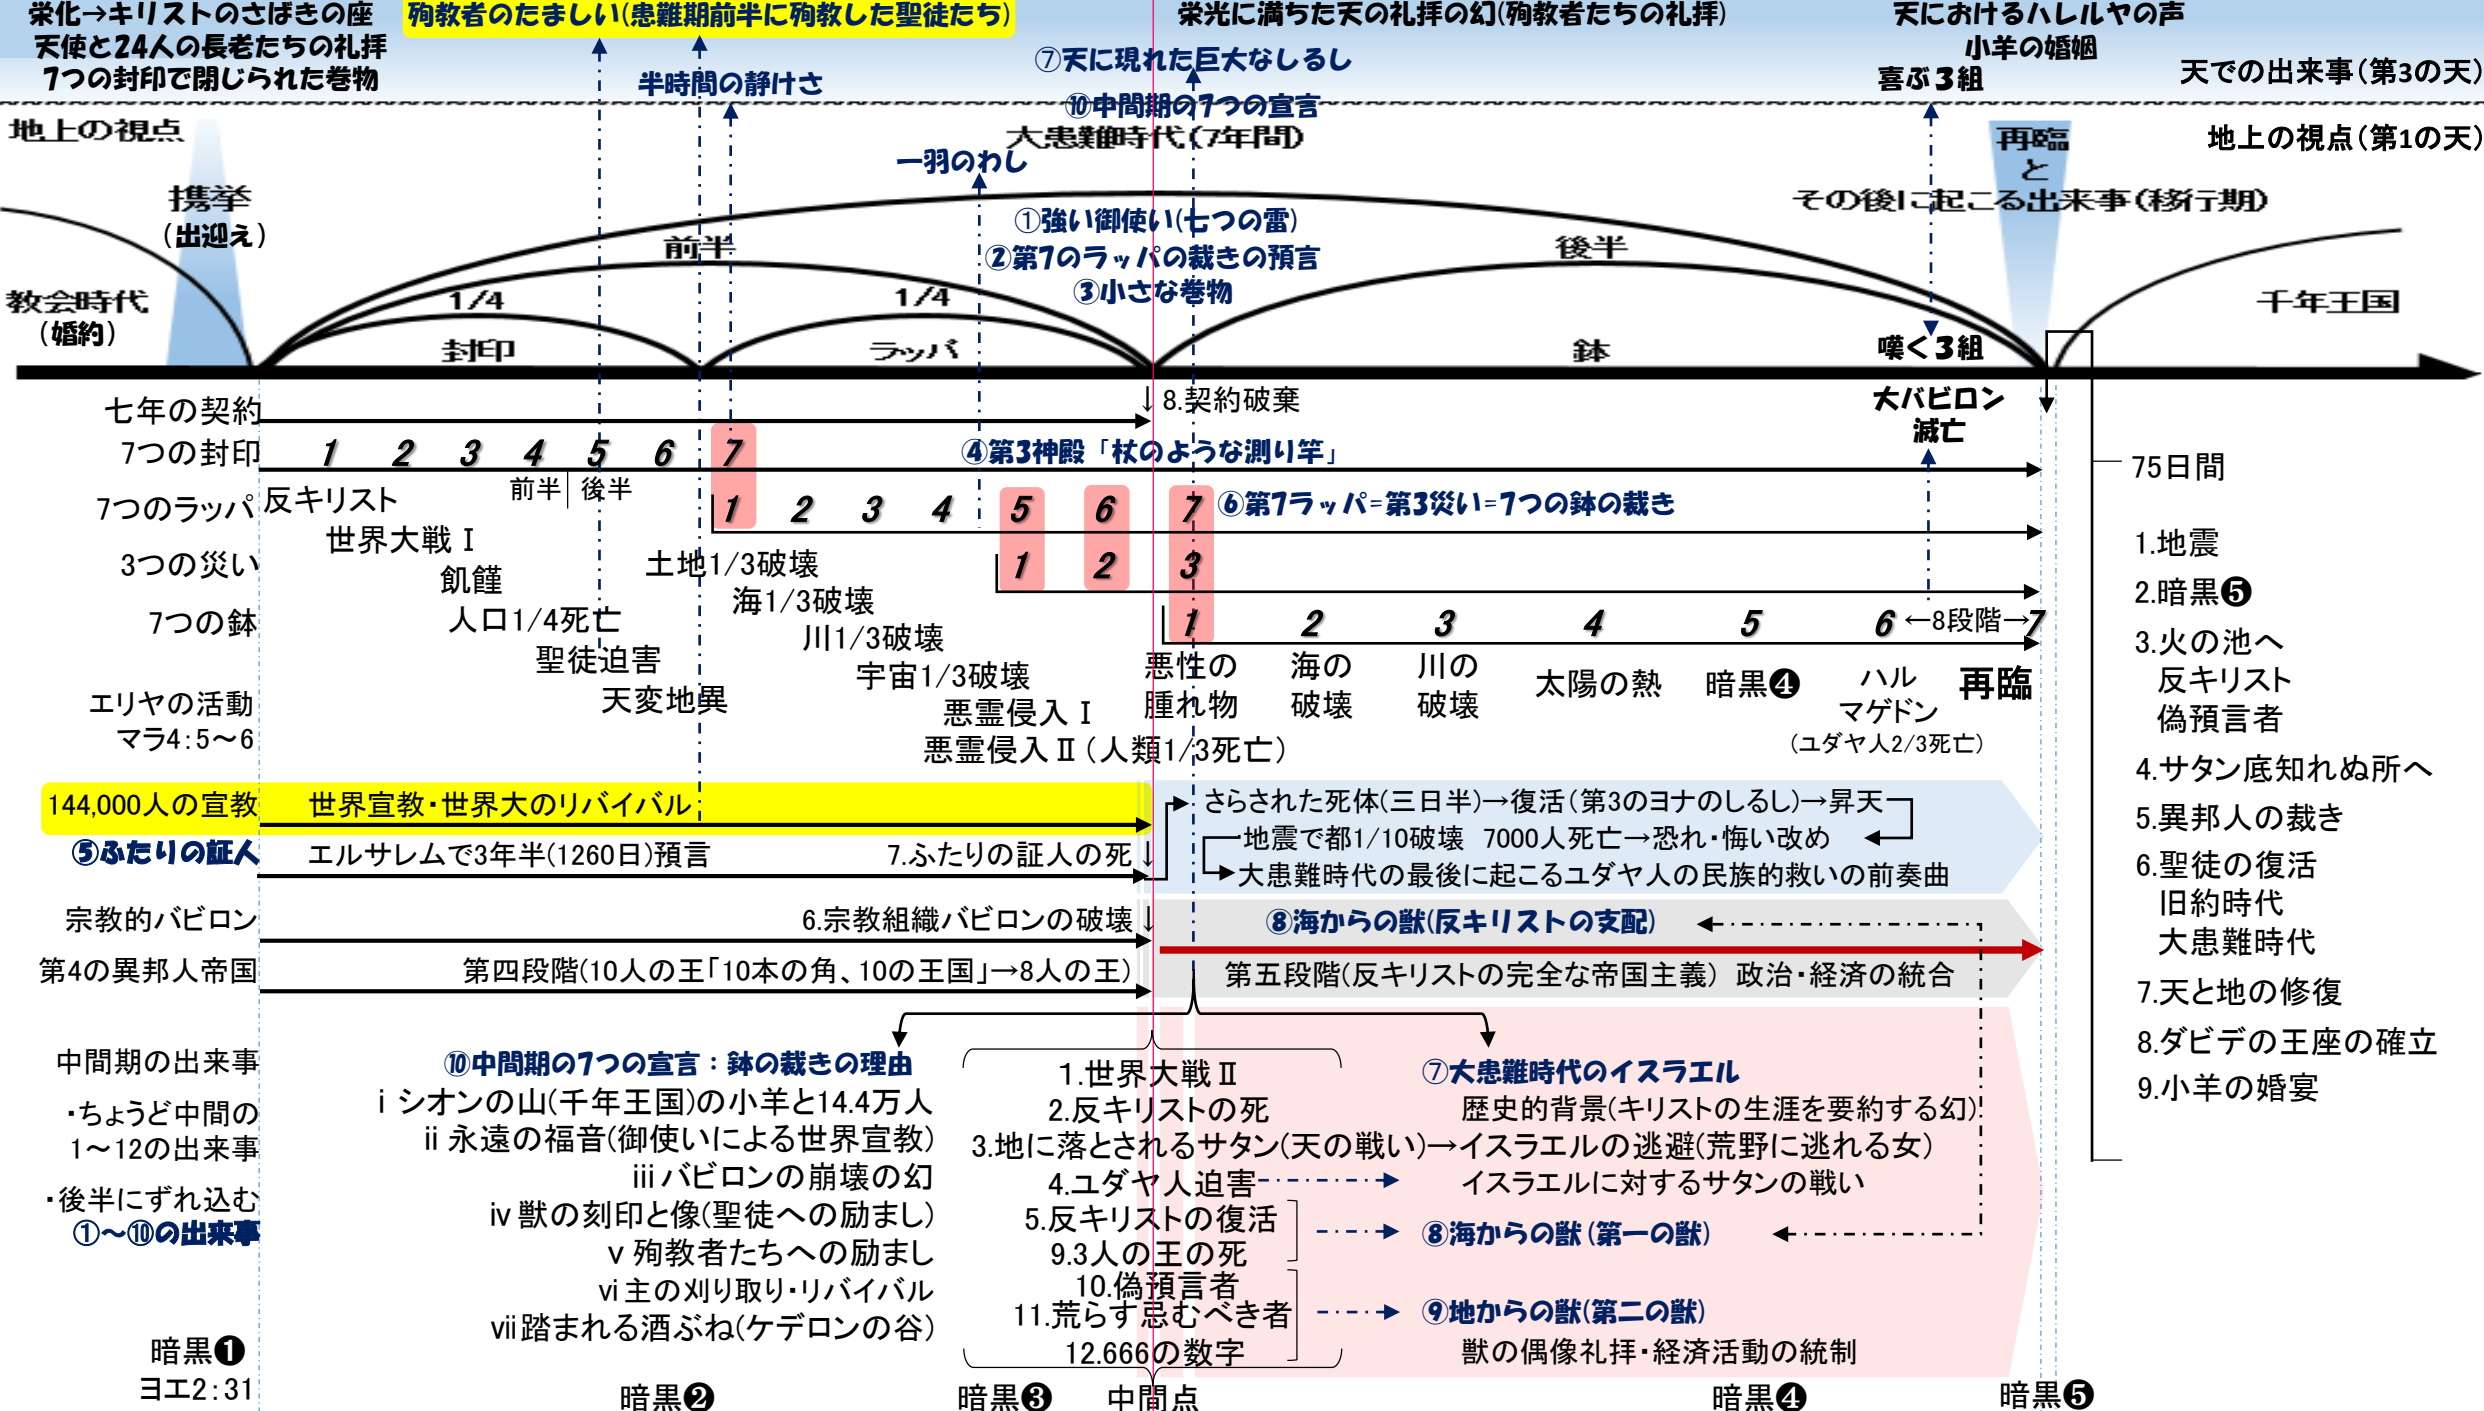 栄化→キリストのさばきの座
天使と24人の長老たちの礼拝
7つの封印で閉じられた巻物
殉教者のたましい(患難期前半に殉教した聖徒たち)
半時間の静けさ
栄光に満ちた天の礼拝の幻(殉教者たちの礼拝)
⑦天に現れた巨大なしるし
⑩中間期の7つの宣言
天におけるハレルヤの声
小羊の婚姻
喜ぶ3組
天での出来事(第3の天)
地上の視点
大患難時代(7年間)
地上の視点(第1の天)
携挙
(出迎え)
一羽のわし
再臨
と
その後に起こる出来事(移行期)
①強い御使い(七つの雷)
②第7のラッパの裁きの預言
③小さな巻物
前半
後半
教会時代
(婚約)
1/4
1/4
千年王国
封印
ラッパ
鉢
嘆く3組
七年の契約
↓8.契約破棄
大バビロン
滅亡
7つの封印
1 2 3 4 5 6 7
④第3神殿「杖のような測り竿」
前半 後半
75日間
7つのラッパ
反キリスト
1 2 3 4 5 6 7
⑥第7ラッパ=第3災い=7つの鉢の裁き
世界大戦Ⅰ
3つの災い
飢饉
土地1/3破壊
1 2 3
海1/3破壊
7つの鉢
人口1/4死亡
川1/3破壊
1 2 3 4 5 6 ←8段階→7
聖徒迫害
宇宙1/3破壊
天変地異
悪霊侵入Ⅰ
悪霊侵入Ⅱ(人類1/3死亡)
悪性の
腫れ物
海の
破壊
川の
破壊
太陽の熱
暗黒❹
ハル
マゲドン
(ユダヤ人2/3死亡)
再臨
エリヤの活動
マラ4:5～6
1.地震
2.暗黒❺
3.火の池へ
反キリスト
偽預言者
4.サタン底知れぬ所へ
5.異邦人の裁き
6.聖徒の復活
旧約時代
大患難時代
7.天と地の修復
8.ダビデの王座の確立
9.小羊の婚宴
144,000人の宣教
世界宣教・世界大のリバイバル
さらされた死体(三日半)→復活(第3のヨナのしるし)→昇天
地震で都1/10破壊 7000人死亡→恐れ・悔い改め
大患難時代の最後に起こるユダヤ人の民族的救いの前奏曲
⑤ふたりの証人
エルサレムで3年半(1260日)預言
7.ふたりの証人の死↓
宗教的バビロン
6.宗教組織バビロンの破壊↓
⑧海からの獣(反キリストの支配)
第4の異邦人帝国
第四段階(10人の王「10本の角、10の王国」→8人の王)
第五段階(反キリストの完全な帝国主義) 政治・経済の統合
中間期の出来事
・ちょうど中間の
1～12の出来事
・後半にずれ込む
①～⑩の出来事
⑩中間期の7つの宣言：鉢の裁きの理由
ⅰシオンの山(千年王国)の小羊と14.4万人
ⅱ永遠の福音(御使いによる世界宣教)
ⅲバビロンの崩壊の幻
ⅳ獣の刻印と像(聖徒への励まし)
ⅴ殉教者たちへの励まし
ⅵ主の刈り取り・リバイバル
ⅶ踏まれる酒ぶね(ケデロンの谷)
1.世界大戦Ⅱ
2.反キリストの死
3.地に落とされるサタン(天の戦い)→イスラエルの逃避(荒野に逃れる女)
4.ユダヤ人迫害
5.反キリストの復活
9.3人の王の死
10.偽預言者
11.荒らす忌むべき者
12.666の数字
⑦大患難時代のイスラエル
歴史的背景(キリストの生涯を要約する幻)
イスラエルに対するサタンの戦い
⑧海からの獣(第一の獣)
⑨地からの獣(第二の獣)
獣の偶像礼拝・経済活動の統制
暗黒❶
ヨエ2:31
暗黒❷
暗黒❸
中間点
暗黒❹
暗黒❺